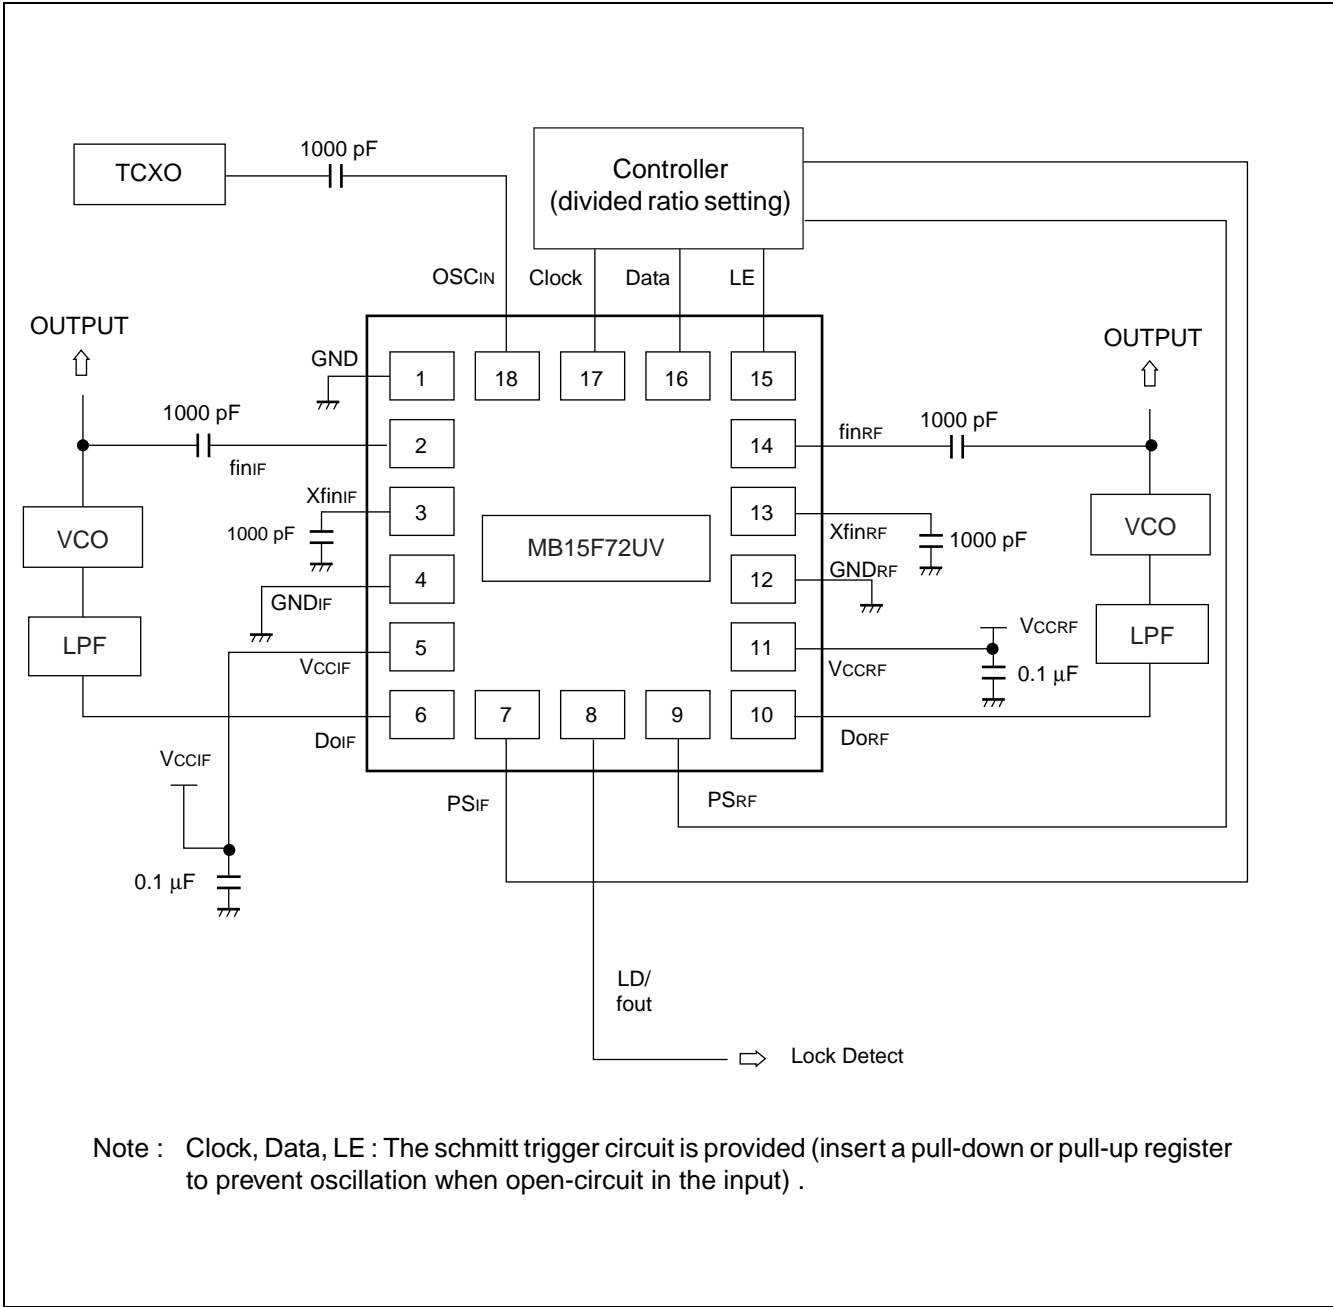 1000 pF
TCXO
Controller
(divided ratio setting)
OSCIN
Clock
Data
LE
OUTPUT
OUTPUT
GND
1
18
17
16
15
1000 pF
finIF
2
14
finRF
1000 pF
XfinIF
1000 pF
3
13
XfinRF
1000 pF
VCO
MB15F72UV
VCO
GNDIF
4
12
GNDRF
LPF
VCCIF
5
11
VCCRF
VCCRF
0.1 µF
LPF
DoIF
6
7
8
9
10
DoRF
VCCIF
PSIF
PSRF
0.1 µF
LD/
fout
Lock Detect
Note : Clock, Data, LE : The schmitt trigger circuit is provided (insert a pull-down or pull-up register
to prevent oscillation when open-circuit in the input) .